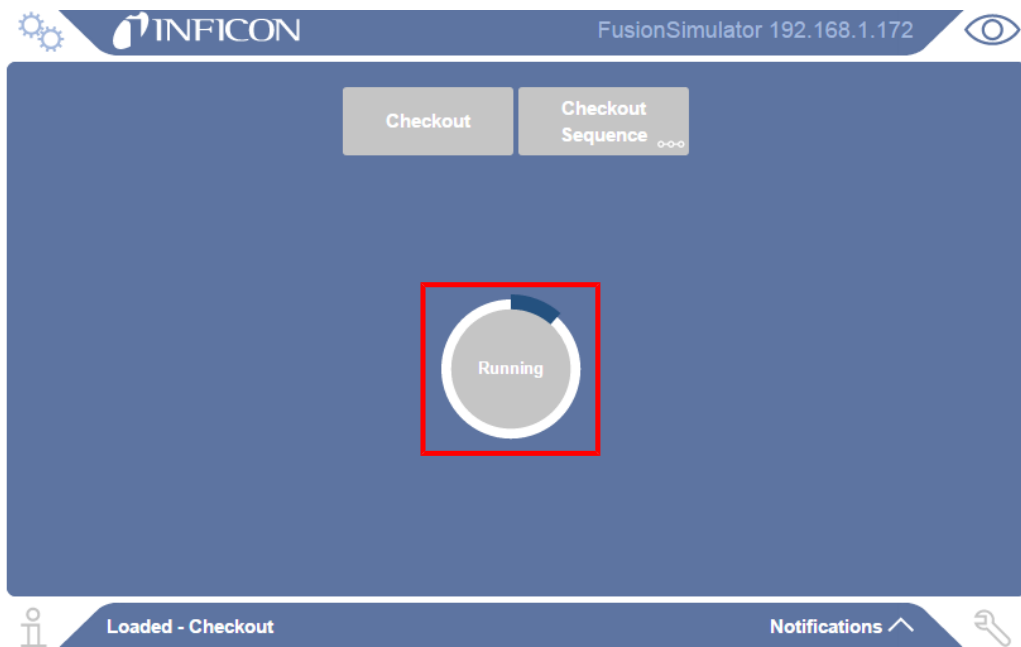 INFICON
FusionSimulator 192.168.1.172
Checkout
Checkout
Sequence
Running
Loaded - Checkout
Notifications